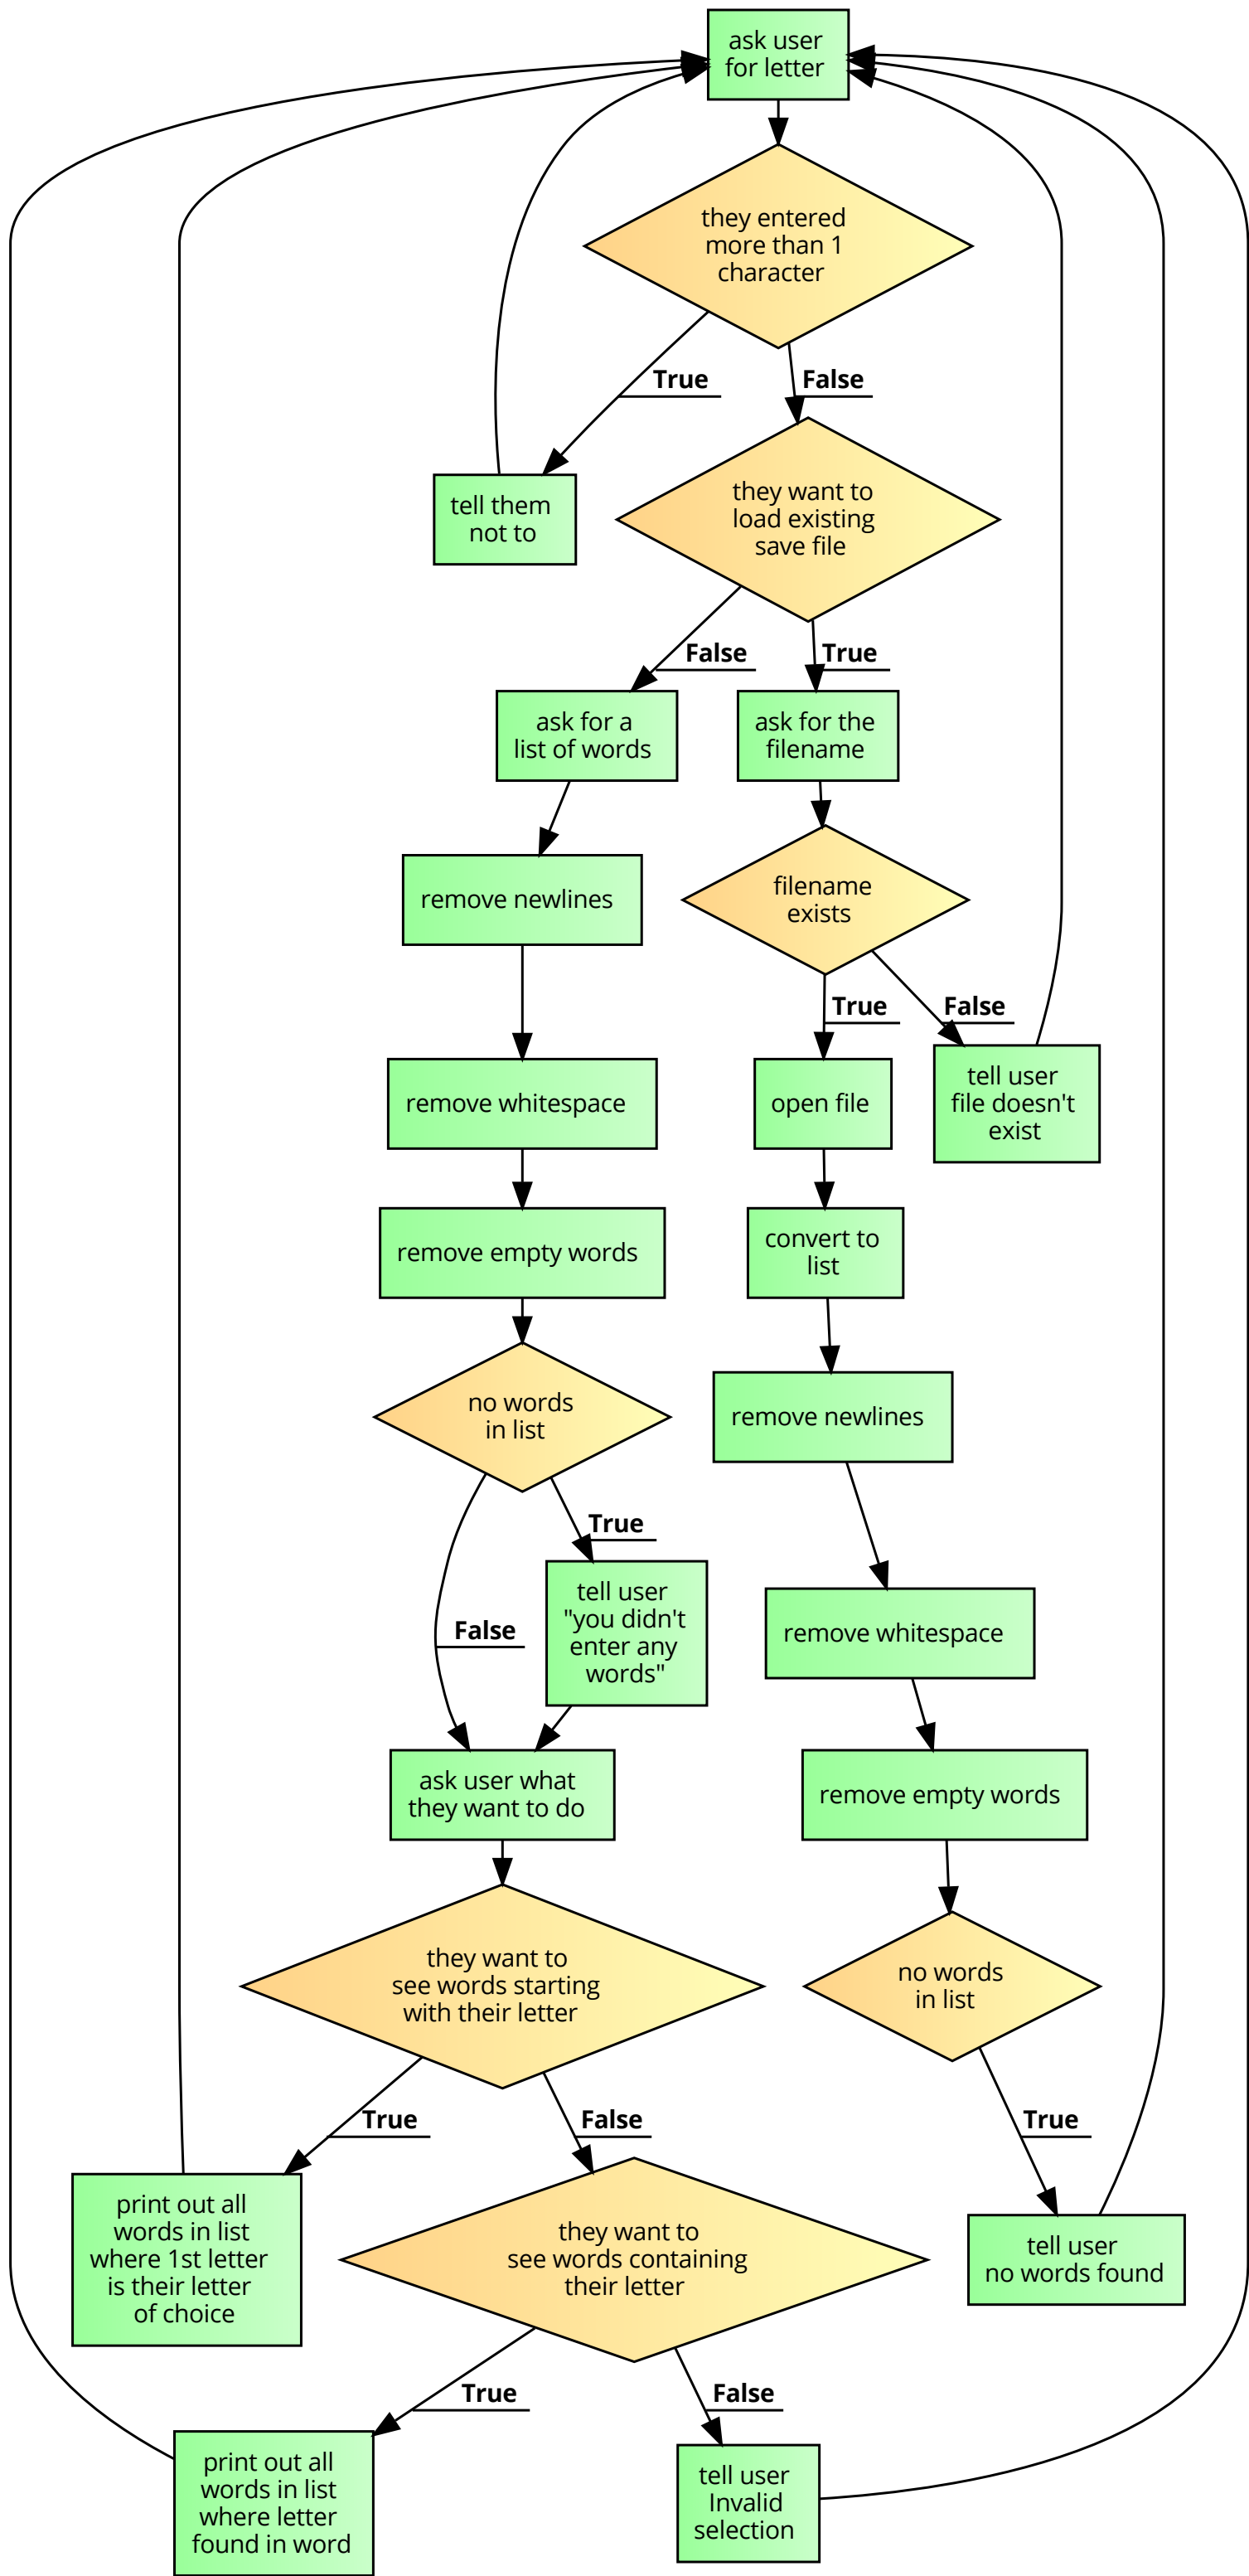 ask user
for letter
they entered
more than 1
character
True
False
tell them
not to
they want to
load existing
save file
False
True
ask for a
list of words
ask for the
filename
remove newlines
filename
exists
True
False
remove whitespace
open file
tell user
file doesn't
exist
remove empty words
convert to
list
no words
in list
remove newlines
True
False
tell user
"you didn't
enter any
words"
remove whitespace
ask user what
they want to do
remove empty words
they want to
see words starting
with their letter
no words
in list
True
False
True
print out all
words in list
where 1st letter
is their letter
of choice
they want to
see words containing
their letter
tell user
no words found
True
False
print out all
words in list
where letter
found in word
tell user
Invalid
selection